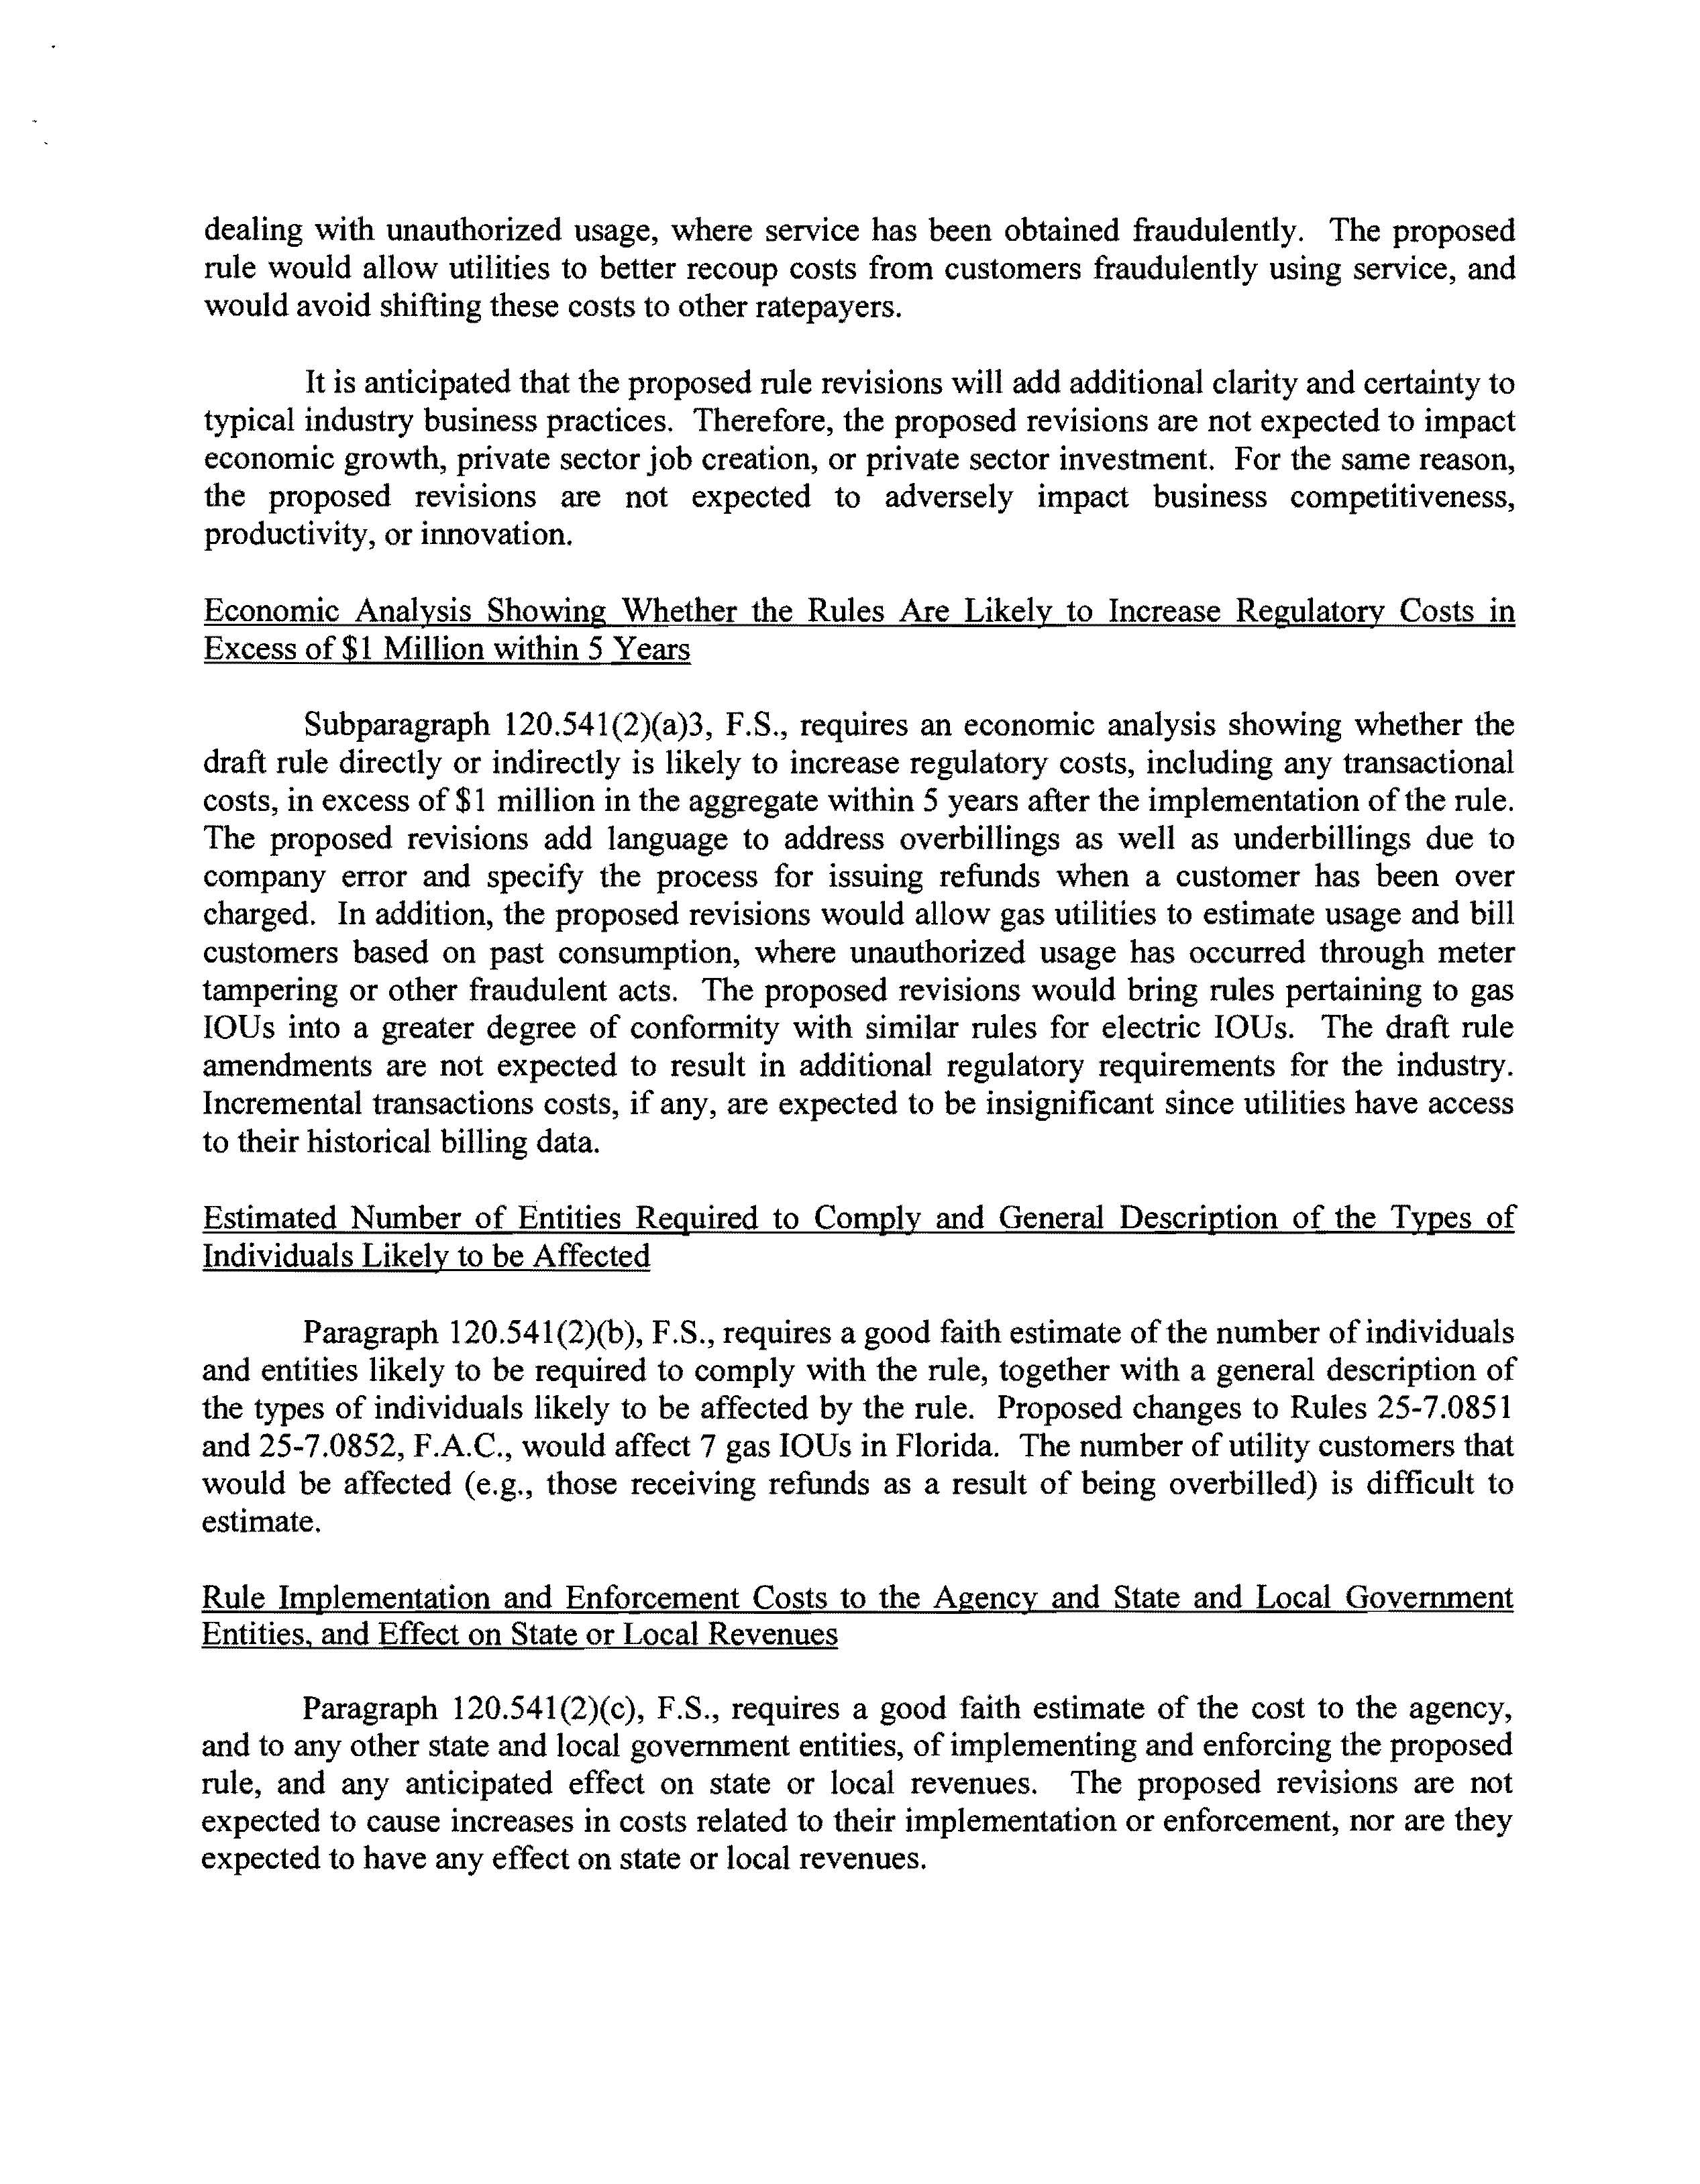 dealing with unauthorized usage, where service has been obtained fraudulently. The proposed
rule would allow utilities to better recoup costs from customers fraudulently using service, and
would avoid shifting these costs to other ratepayers.
It is anticipated that the proposed rule revisions will add additional clarity and certainty to
typical industry business practices. Therefore, the proposed revisions are not expected to impact
economic growth, private sector job creation, or private sector investment. For the same reason,
the proposed revisions are not expected to adversely impact business competitiveness,
productivity, or innovation.
Economic Analysis Showing Whether the Rules Are Likely to Increase Regulatory Costs in
Excess of $1 Million within 5 Years
Subparagraph 120.541(2)(a)3, F.S., requires an economic analysis showing whether the
draft rule directly or indirectly is likely to increase regulatory costs, including any transactional
costs, in excess of $1 million in the aggregate within 5 years after the implementation of the rule.
The proposed revisions add language to address overbillings as well as underbillings due to
company error and specify the process for issuing refunds when a customer has been over
charged. In addition, the proposed revisions would allow gas utilities to estimate usage and bill
customers based on past consumption, where unauthorized usage has occurred through meter
tampering or other fraudulent acts. The proposed revisions would bring rules pertaining to gas
IOUs into a greater degree of conformity with similar rules for electric IOUs. The draft rule
amendments are not expected to result in additional regulatory requirements for the industry.
Incremental transactions costs, if any, are expected to be insignificant since utilities have access
to their historical billing data.
Estimated Number of Entities Required to Comply and General Description of the Types of
Individuals Likely to be Affected
Paragraph 120.541(2)(b), F.S., requires a good faith estimate of the number of individuals
and entities likely to be required to comply with the rule, together with a general description of
the types of individuals likely to be affected by the rule. Proposed changes to Rules 25-7.0851
and 25-7.0852, F.A.C., would affect 7 gas IOUs in Florida. The number of utility customers that
would be affected (e.g., those receiving refunds as a result of being overbilled) is difficult to
estimate.
Rule Implementation and Enforcement Costs to the Agency and State and Local Government
Entities, and Effect on State or Local Revenues
Paragraph 120.541(2)(c), F.S., requires a good faith estimate of the cost to the agency,
and to any other state and local government entities, of implementing and enforcing the proposed
rule, and any anticipated effect on state or local revenues. The proposed revisions are not
expected to cause increases in costs related to their implementation or enforcement, nor are they
expected to have any effect on state or local revenues.